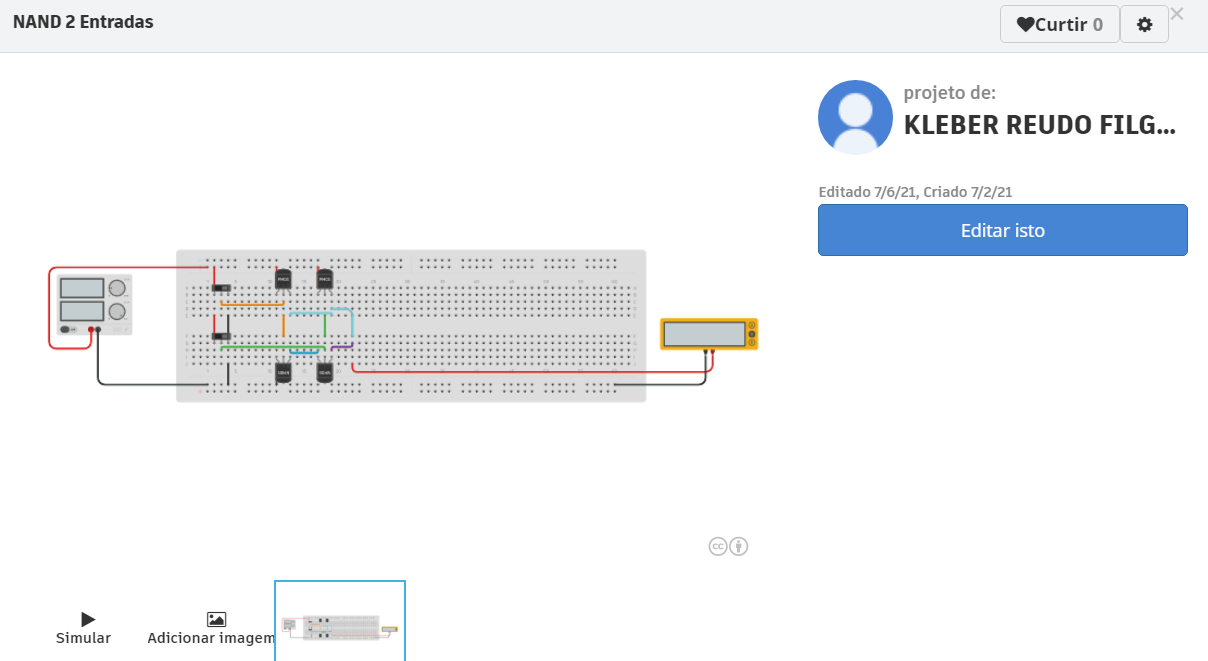 NAND 2 Entradas
Curtir 0
projeto de:
KLEBER REUDO FILG...
Editado 7/6/21, Criado 7/2/21
Editar isto
cc
Simular
Adicionar imagem